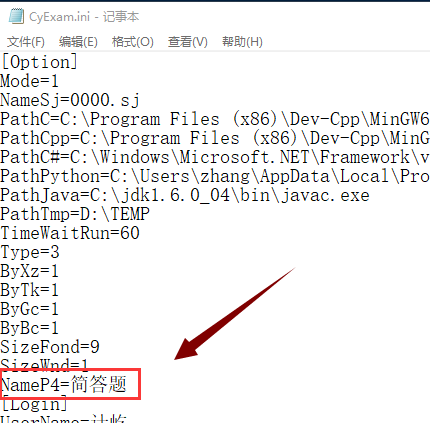 CyExam.ini - 记事本
文件(F) 编辑(E) 格式(O) 查看(V) 帮助(H)
[Option]
Mode=1
NameSj=0000.sj
PathC=C:\Program Files (x86)\Dev-Cpp\MinGW6
PathCpp=C:\Program Files (x86)\Dev-Cpp\MinG
PathC#=C:\Windows\Microsoft.NET\Framework\v
PathPython=C:\Users\zhang\AppData\Local\Pro
PathJava=C:\jdk1.6.0_04\bin\javac.exe
PathTmp=D:\TEMP
TimeWaitRun=60
Type=3
ByXz=1
ByTk=1
ByGc=1
ByBc=1
SizeFond=9
SizeWnd=1
NameP4=简答题
[Login]
UserName=计临